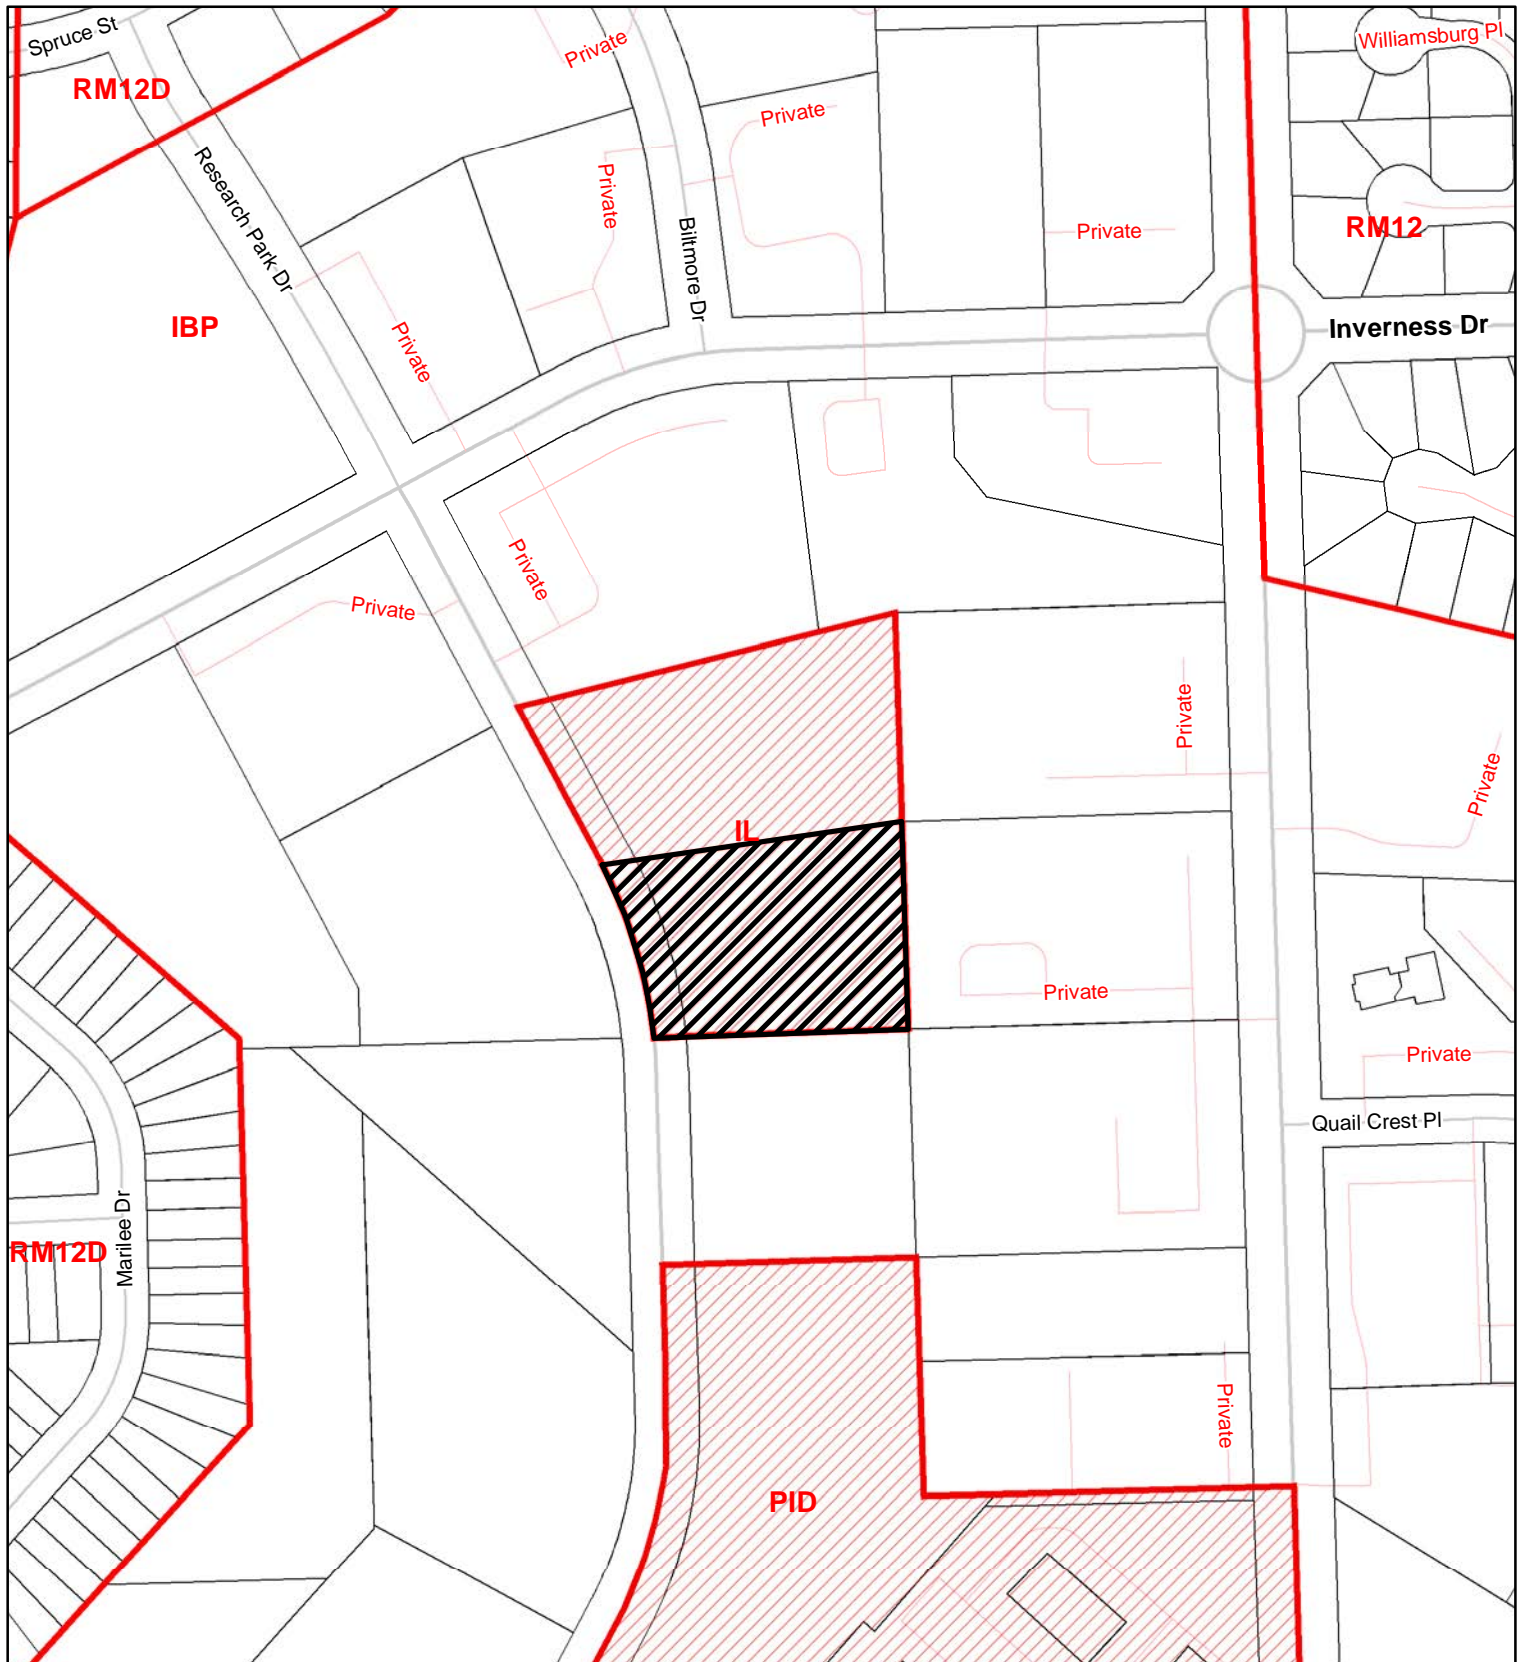 Spruce St
Private
Williamsburg Pl
RM12D
Private
Research Park Dr
Private
Biltmore Dr
Private
RM12
IBP
Private
Inverness Dr
Private
Private
Private
Private
IL
Private
Private
Quail Crest Pl
Marilee Dr
RM12D
Private
PID